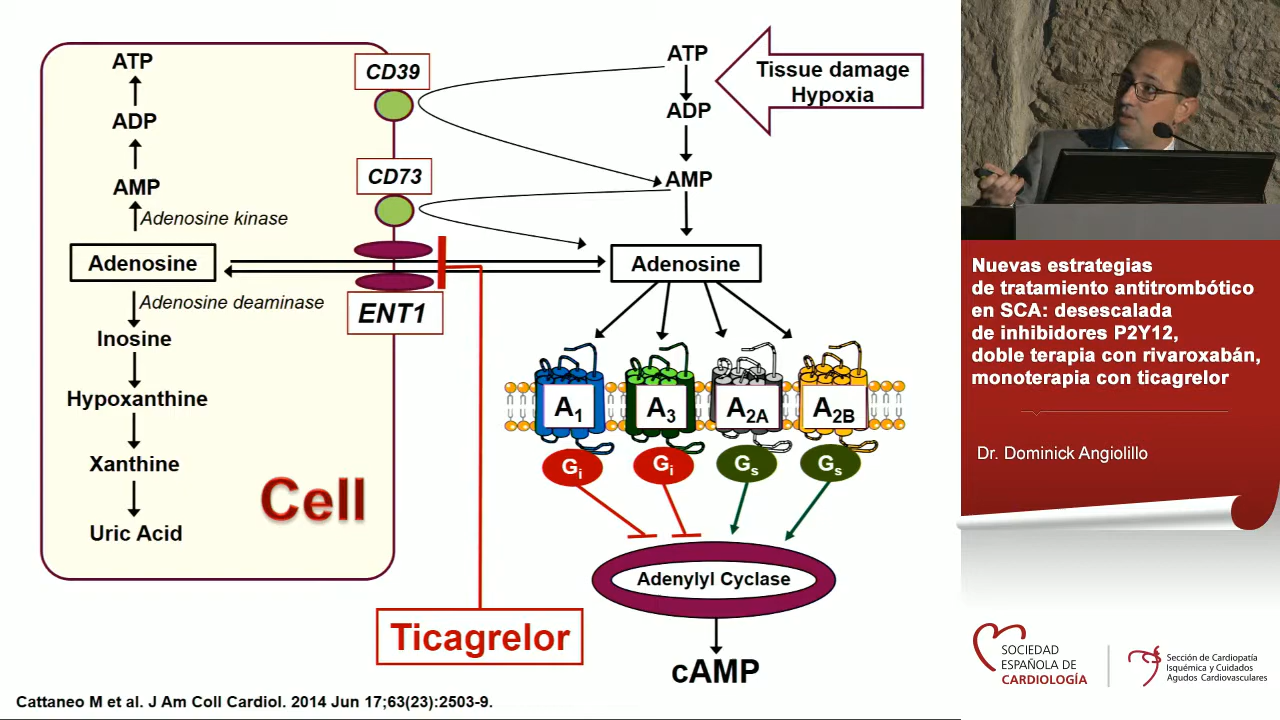 ATP
ADP
AMP
Adenosine kinase
Adenosine
Adenosine deaminase
Inosine
Hypoxanthine
Xanthine
Uric Acid
Cell
CD39
CD73
ENT1
ATP
ADP
AMP
Adenosine
Tissue damage
Hypoxia
A1
A3
A2A
A2B
Gi
Gi
Gs
Gs
Adenylyl Cyclase
cAMP
Ticagrelor
Cattaneo M et al. J Am Coll Cardiol. 2014 Jun 17;63(23):2503-9.
Nuevas estrategias
de tratamiento antitrombótico
en SCA: desescalada
de inhibidores P2Y12,
doble terapia con rivaroxabán,
monoterapia con ticagrelor
Dr. Dominick Angiolillo
SOCIEDAD
ESPAÑOLA DE
CARDIOLOGÍA
Sección de Cardiopatía
Isquémica y Cuidados
Agudos Cardiovasculares